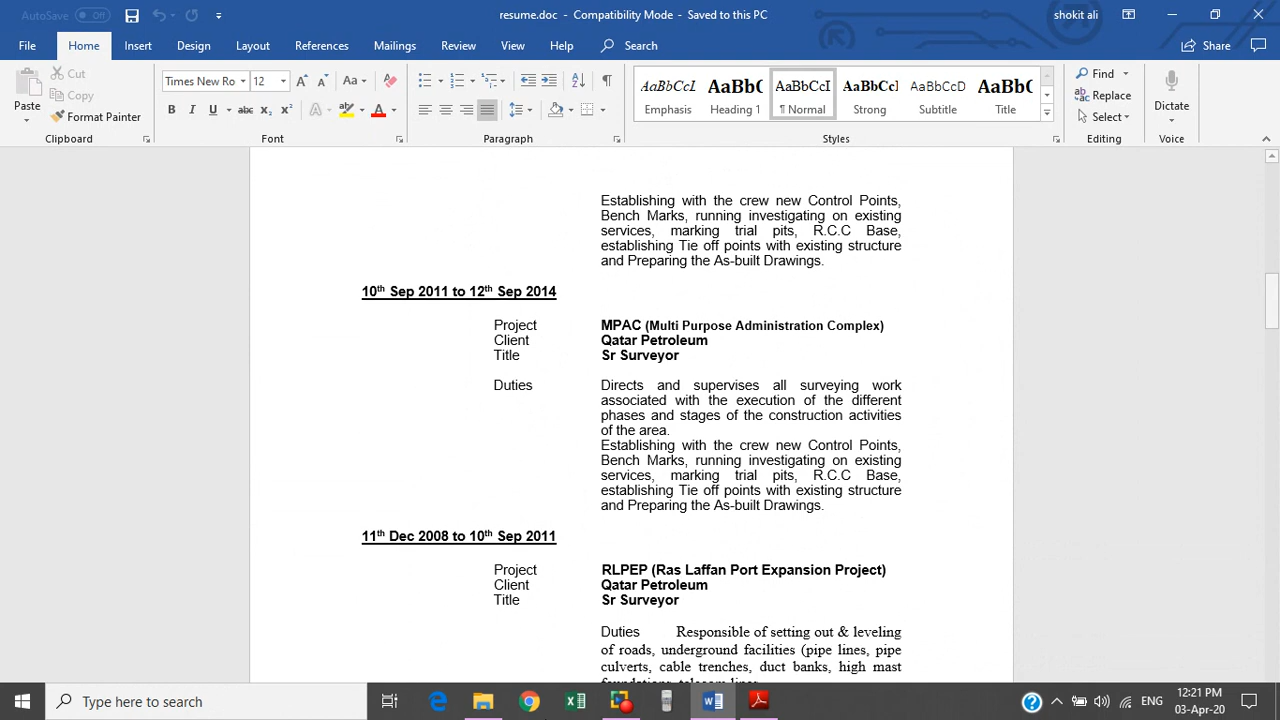 AutoSave Off
resume.doc - Compatibility Mode - Saved to this PC
shokit ali
File Home Insert Design Layout References Mailings Review View Help Search Share
Paste
Cut
Copy
Format Painter
Clipboard
Times New Ro 12 Aa
B I U abc x₂ x² A A
Font
Paragraph
AaBbCcI AaBb( AaBbCcI AaBbCcI AaBbCcD AaBb(
Emphasis Heading 1 ¶ Normal Strong Subtitle Title
Styles
Find
Replace
Select
Editing
Dictate
Voice
Establishing with the crew new Control Points,
Bench Marks, running investigating on existing
services, marking trial pits, R.C.C Base,
establishing Tie off points with existing structure
and Preparing the As-built Drawings.
10th Sep 2011 to 12th Sep 2014
Project MPAC (Multi Purpose Administration Complex)
Client Qatar Petroleum
Title Sr Surveyor
Duties Directs and supervises all surveying work
associated with the execution of the different
phases and stages of the construction activities
of the area.
Establishing with the crew new Control Points,
Bench Marks, running investigating on existing
services, marking trial pits, R.C.C Base,
establishing Tie off points with existing structure
and Preparing the As-built Drawings.
11th Dec 2008 to 10th Sep 2011
Project RLPEP (Ras Laffan Port Expansion Project)
Client Qatar Petroleum
Title Sr Surveyor
Duties Responsible of setting out & leveling
of roads, underground facilities (pipe lines, pipe
culverts, cable trenches, duct banks, high mast
Type here to search
ENG
12:21 PM
03-Apr-20